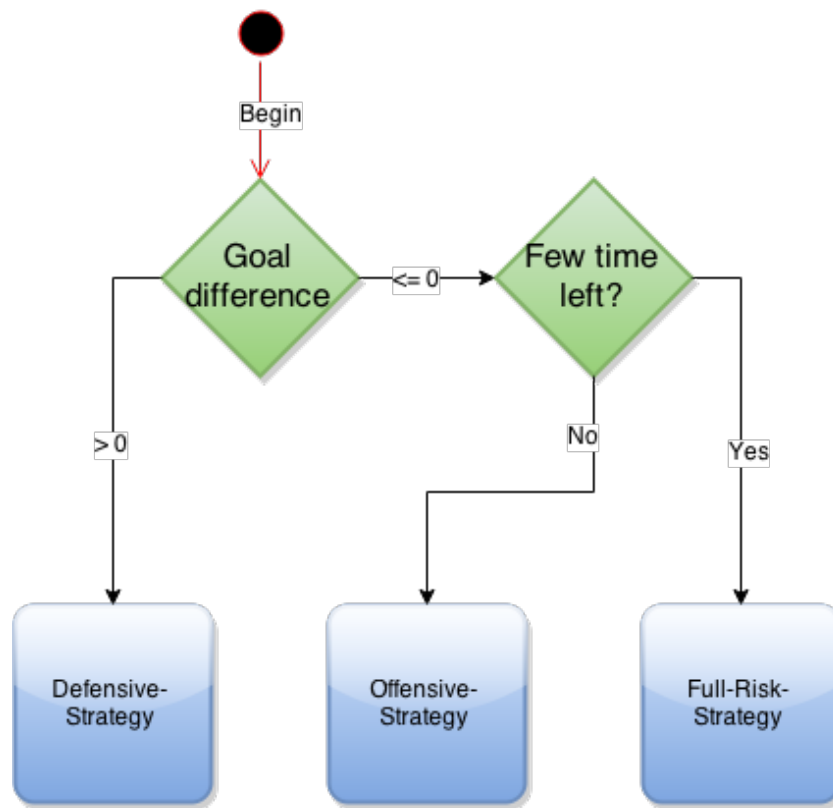 Begin
Goal
difference
<= 0
Few time
left?
> 0
No
Yes
Defensive-
Strategy
Offensive-
Strategy
Full-Risk-
Strategy